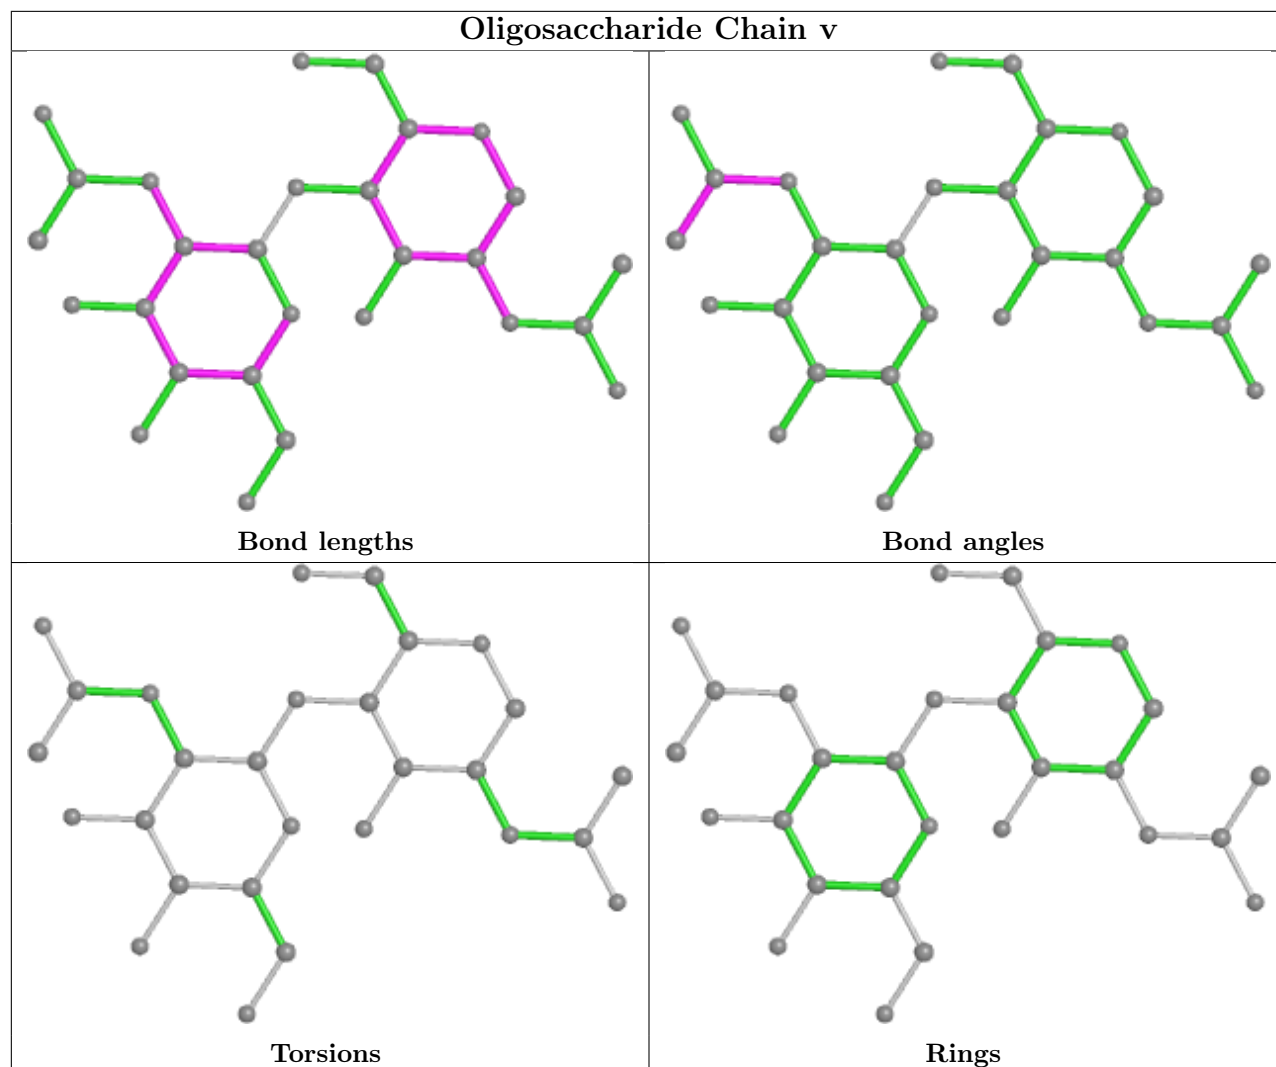 Oligosaccharide Chain v
Bond lengths
Bond angles
Torsions
Rings